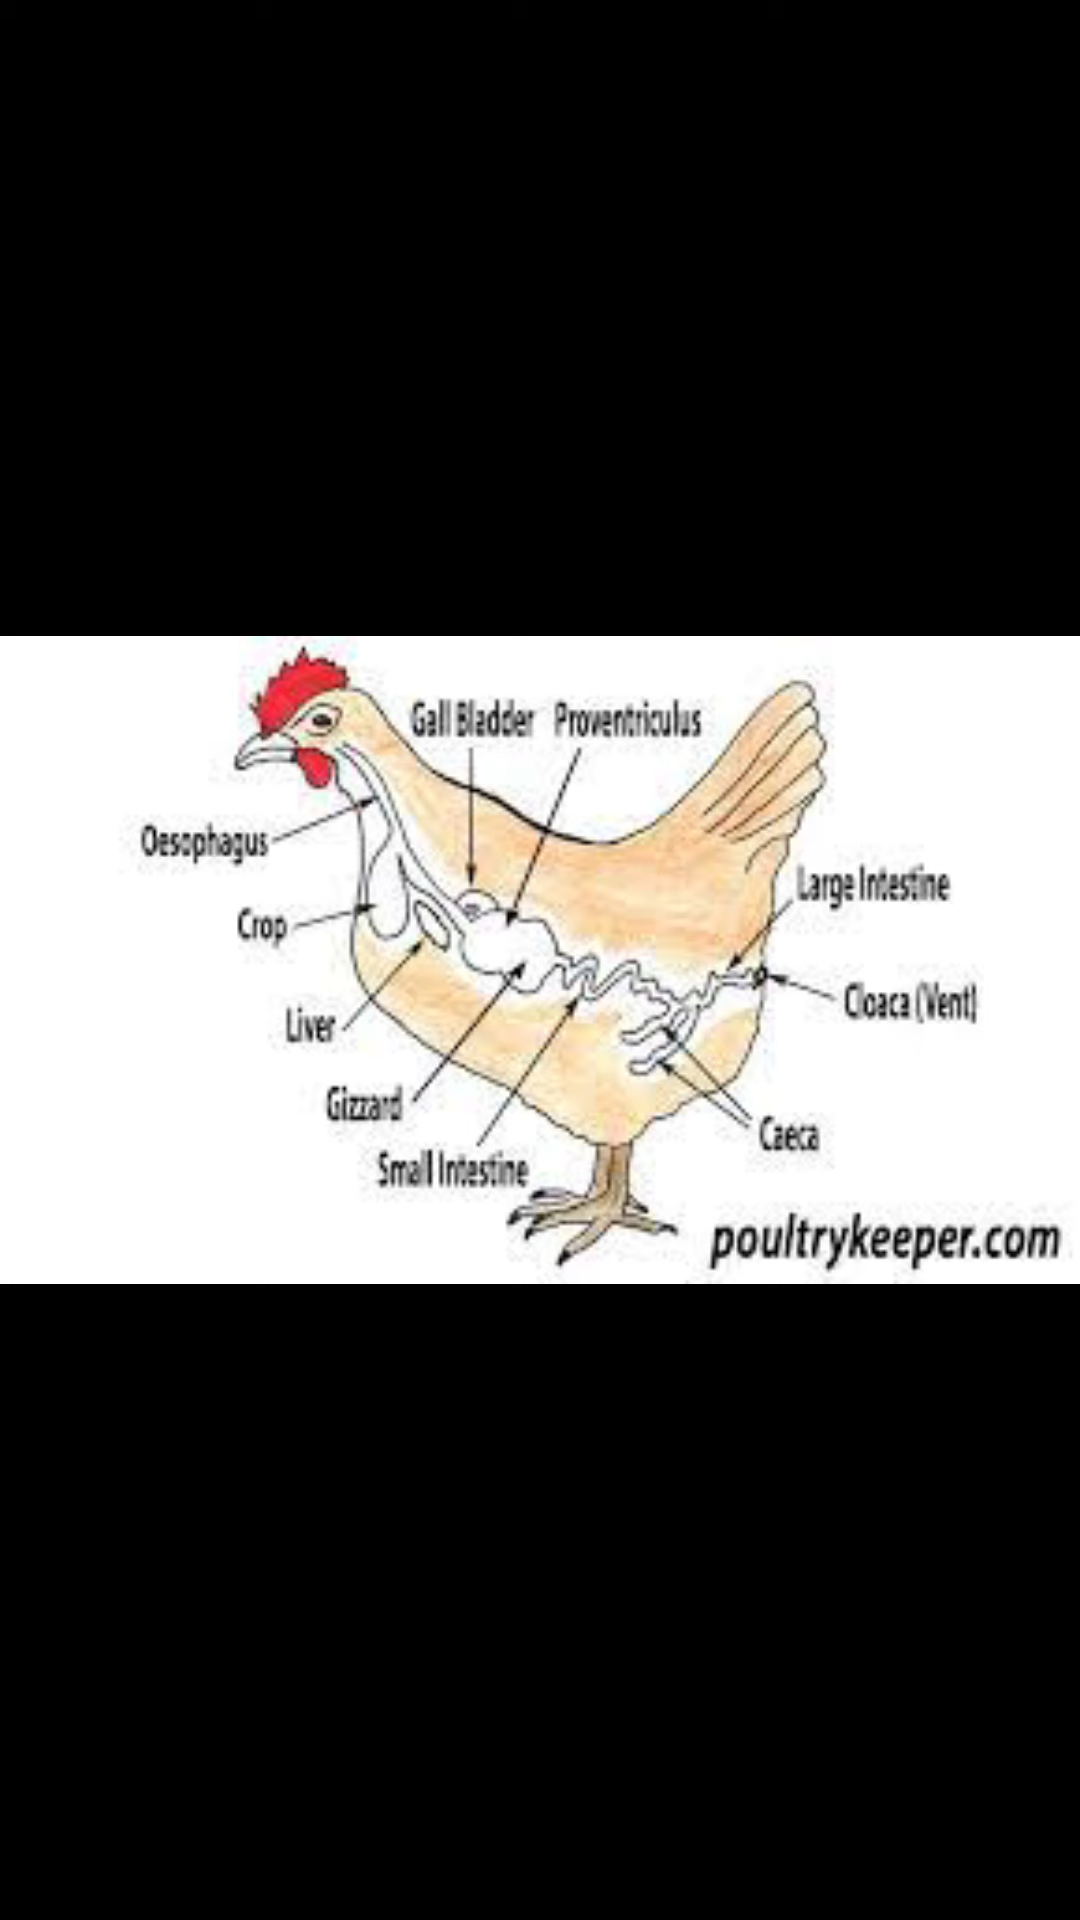 Gall Bladder
Proventriculus
Oesophagus
Large Intestine
Crop
Cloaca (Vent)
Liver
Gizzard
Caeca
Small Intestine
poultrykeeper.com